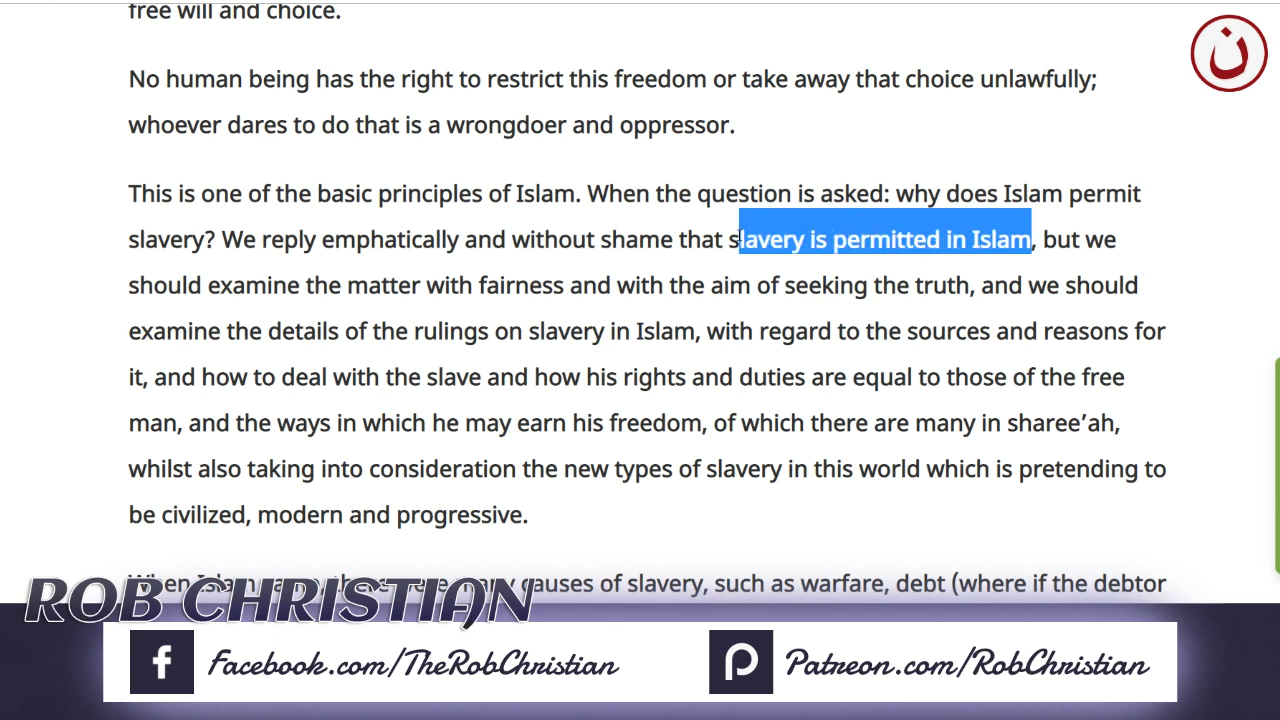 free will and choice.
ن
No human being has the right to restrict this freedom or take away that choice unlawfully;
whoever dares to do that is a wrongdoer and oppressor.
This is one of the basic principles of Islam. When the question is asked: why does Islam permit
slavery? We reply emphatically and without shame that slavery is permitted in Islam, but we
should examine the matter with fairness and with the aim of seeking the truth, and we should
examine the details of the rulings on slavery in Islam, with regard to the sources and reasons for
it, and how to deal with the slave and how his rights and duties are equal to those of the free
man, and the ways in which he may earn his freedom, of which there are many in sharee’ah,
whilst also taking into consideration the new types of slavery in this world which is pretending to
be civilized, modern and progressive.
When Islam causes of slavery, such as warfare, debt (where if the debtor
ROB CHRISTIAN
Facebook.com/TheRobChristian
Patreon.com/RobChristian